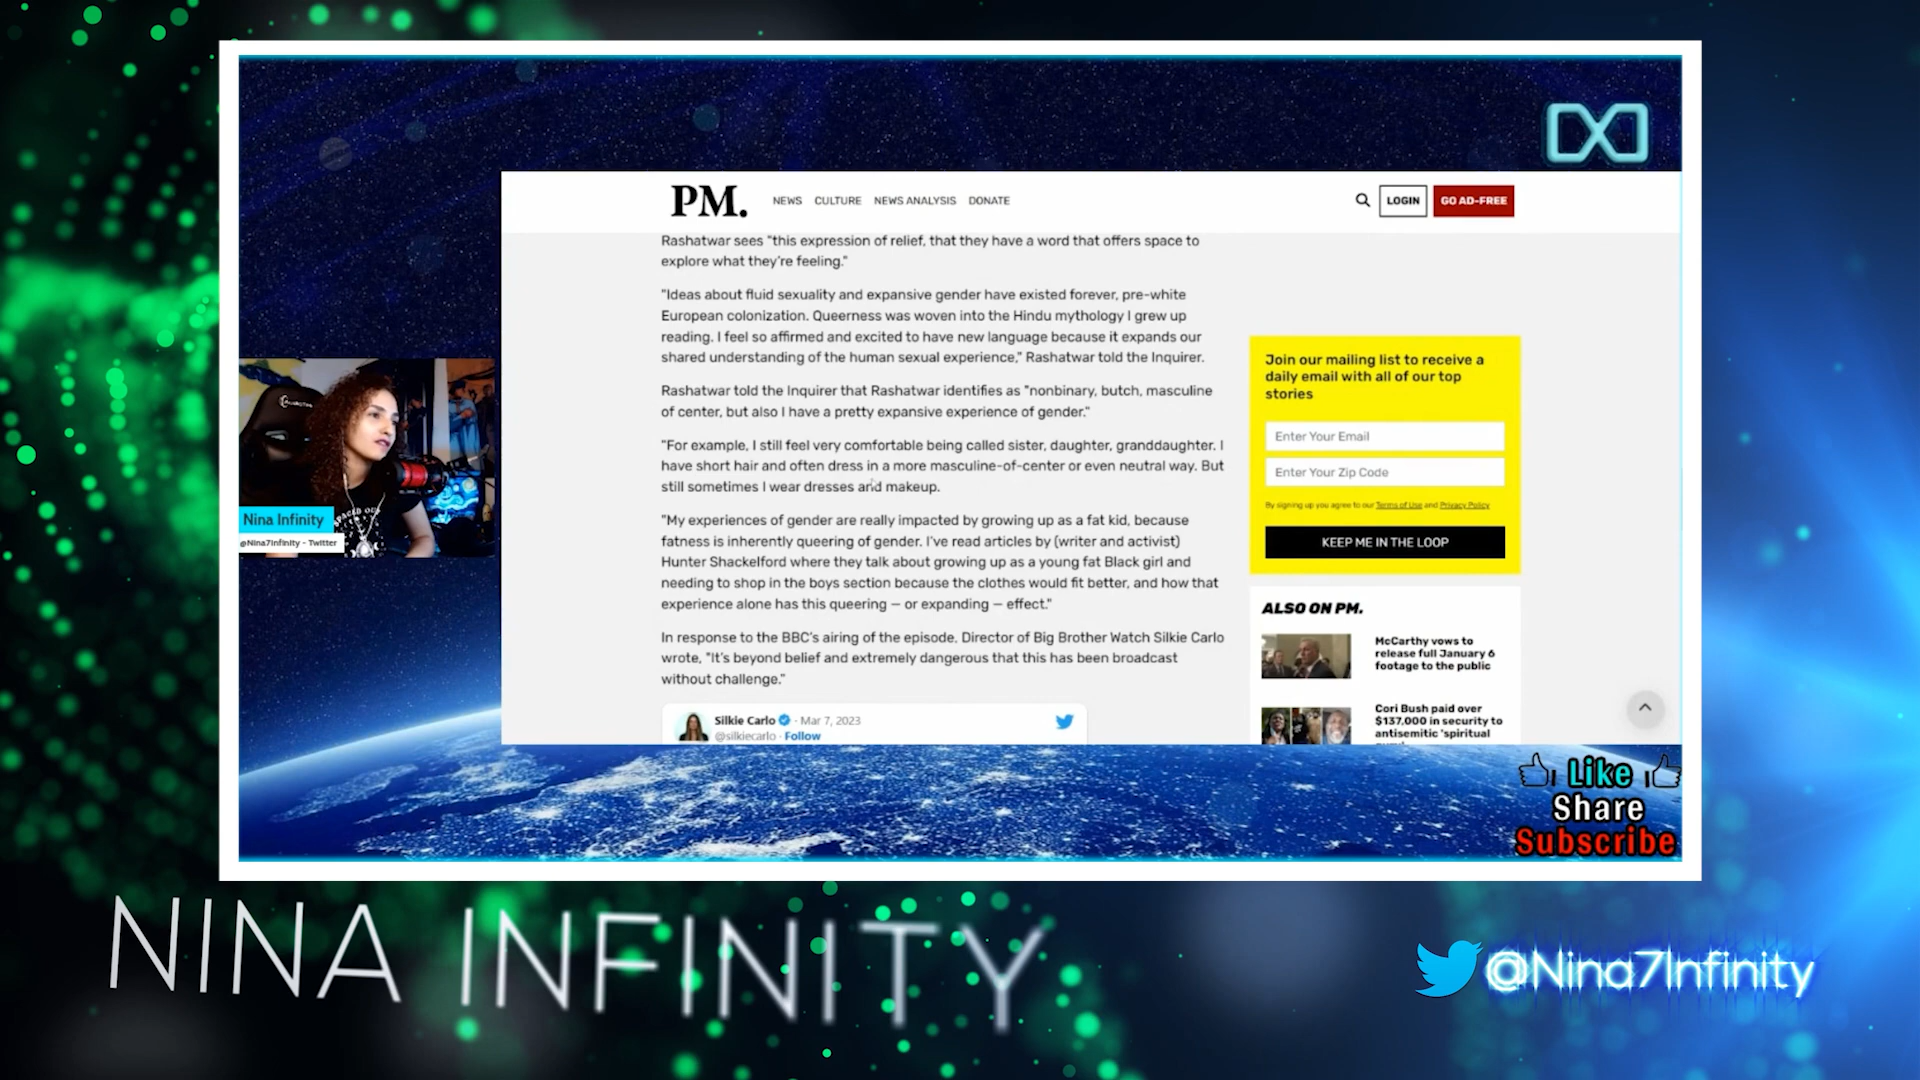 PM.
NEWS CULTURE NEWS ANALYSIS DONATE
LOGIN
GO AD-FREE
Rashatwar sees "this expression of relief, that they have a word that offers space to
explore what they're feeling."
"Ideas about fluid sexuality and expansive gender have existed forever, pre-white
European colonization. Queerness was woven into the Hindu mythology I grew up
reading. I feel so affirmed and excited to have new language because it expands our
shared understanding of the human sexual experience," Rashatwar told the Inquirer.
Rashatwar told the Inquirer that Rashatwar identifies as "nonbinary, butch, masculine
of center, but also I have a pretty expansive experience of gender."
"For example, I still feel very comfortable being called sister, daughter, granddaughter. I
have short hair and often dress in a more masculine-of-center or even neutral way. But
still sometimes I wear dresses and makeup.
"My experiences of gender are really impacted by growing up as a fat kid, because
fatness is inherently queering of gender. I've read articles by (writer and activist)
Hunter Shackelford where they talk about growing up as a young fat Black girl and
needing to shop in the boys section because the clothes would fit better, and how that
experience alone has this queering — or expanding — effect."
In response to the BBC's airing of the episode. Director of Big Brother Watch Silkie Carlo
wrote, "It's beyond belief and extremely dangerous that this has been broadcast
without challenge."
Silkie Carlo · Mar 7, 2023
@silkiecarlo · Follow
Join our mailing list to receive a
daily email with all of our top
stories
Enter Your Email
Enter Your Zip Code
By signing up you agree to our Terms of Use and Privacy Policy
KEEP ME IN THE LOOP
ALSO ON PM.
McCarthy vows to
release full January 6
footage to the public
Cori Bush paid over
$137,000 in security to
antisemitic 'spiritual
Nina Infinity
@Nina7Infinity - Twitter
Like
Share
Subscribe
NINA INFINITY
@Nina7Infinity